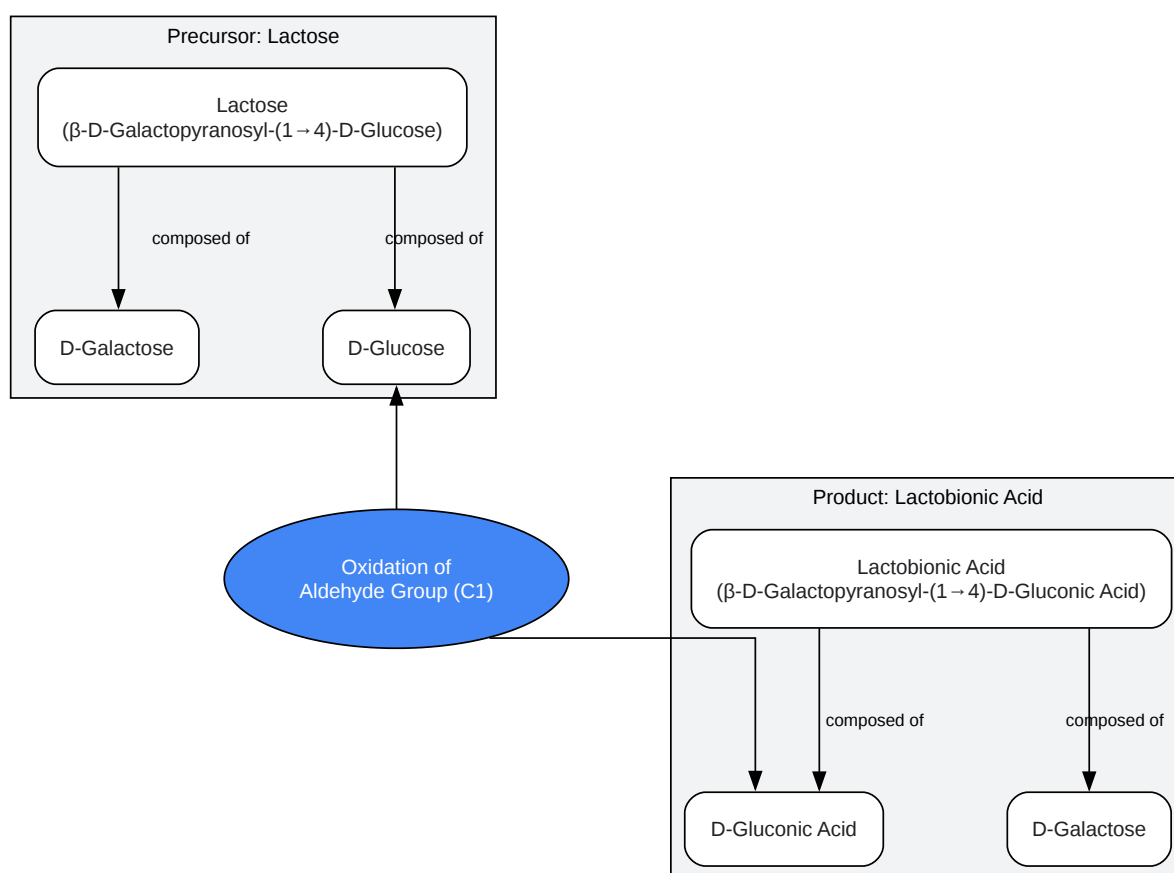 Precursor: Lactose
Lactose
(β-D-Galactopyranosyl-(1→4)-D-Glucose)
composed of
composed of
D-Galactose
D-Glucose
Oxidation of
Aldehyde Group (C1)
Product: Lactobionic Acid
Lactobionic Acid
(β-D-Galactopyranosyl-(1→4)-D-Gluconic Acid)
composed of
composed of
D-Gluconic Acid
D-Galactose